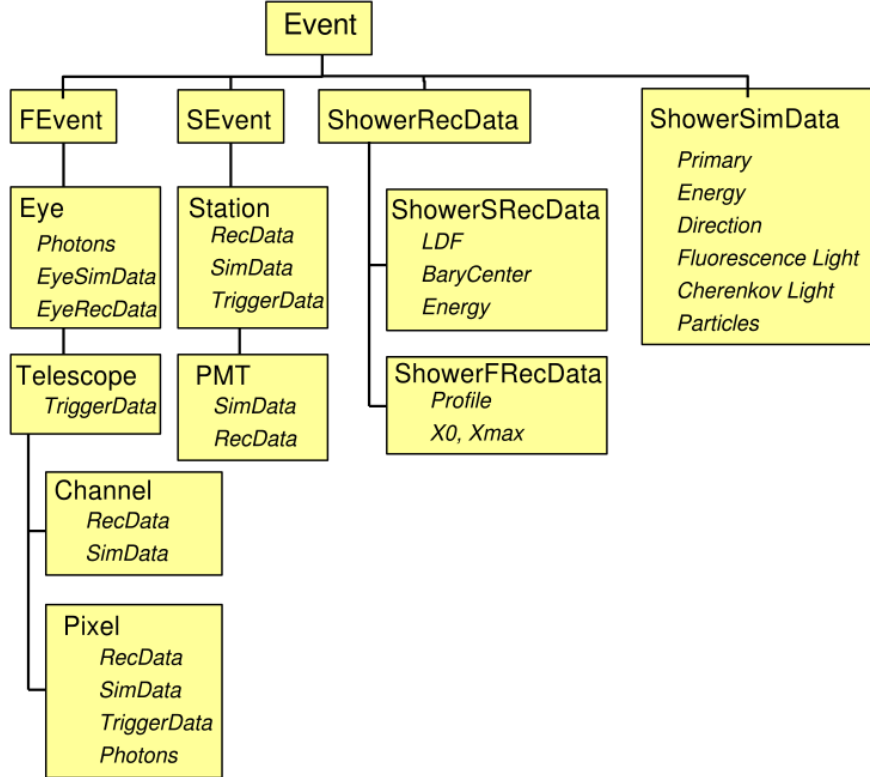 Event
FEvent
SEvent
ShowerRecData
ShowerSimData
Primary
Energy
Direction
Fluorescence Light
Cherenkov Light
Particles
Eye
Photons
EyeSimData
EyeRecData
Station
RecData
SimData
TriggerData
ShowerSRecData
LDF
BaryCenter
Energy
Telescope
TriggerData
PMT
SimData
RecData
ShowerFRecData
Profile
X0, Xmax
Channel
RecData
SimData
Pixel
RecData
SimData
TriggerData
Photons